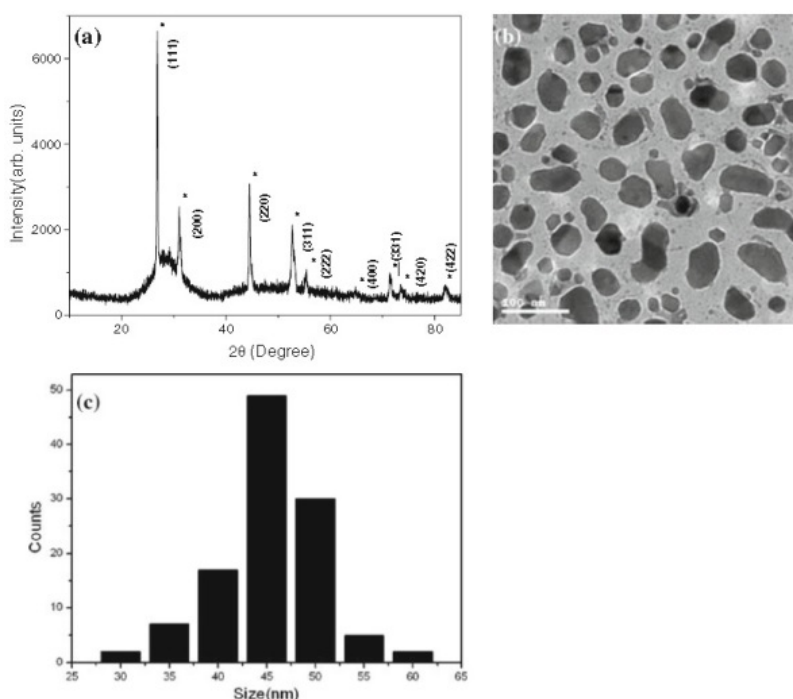 (a)
6000
4000
2000
0
Intensity(arb. units)
* (111)
* (200)
* (220)
* (311)
* (222)
* (400)
* (331)
* (420)
* (422)
20 40 60 80
2θ (Degree)
(b)
100 nm
(c)
50
40
30
20
10
0
Counts
25 30 35 40 45 50 55 60 65
Size(nm)